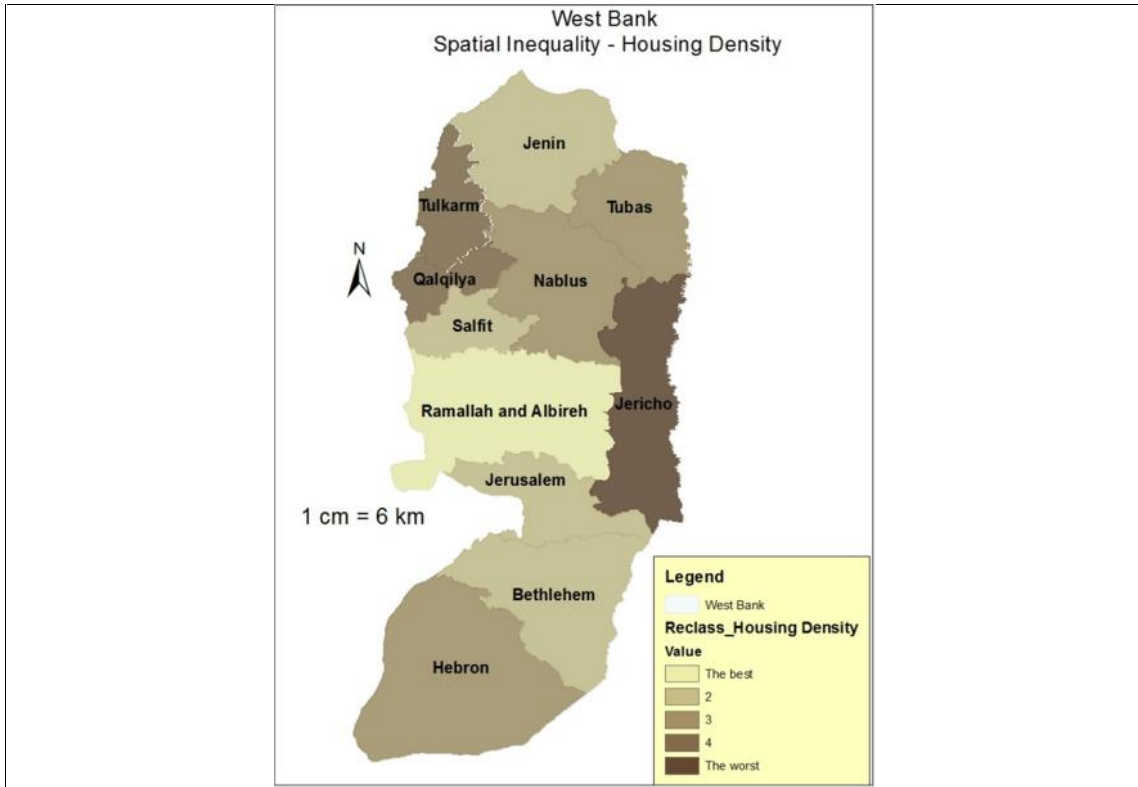 West Bank
Spatial Inequality - Housing Density
Jenin
Tubas
Tulkarm
N
Qalqilya
Nablus
Salfit
Ramallah and Albireh
Jericho
Jerusalem
1 cm = 6 km
Bethlehem
Hebron
Legend
West Bank
Reclass_Housing Density
Value
The best
2
3
4
The worst